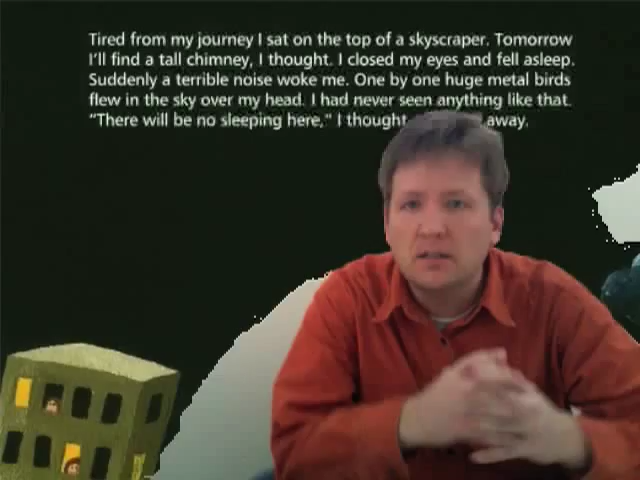 Tired from my journey I sat on the top of a skyscraper. Tomorrow
I'll find a tall chimney, I thought. I closed my eyes and fell asleep.
Suddenly a terrible noise woke me. One by one huge metal birds
flew in the sky over my head. I had never seen anything like that.
"There will be no sleeping here," I thought away.